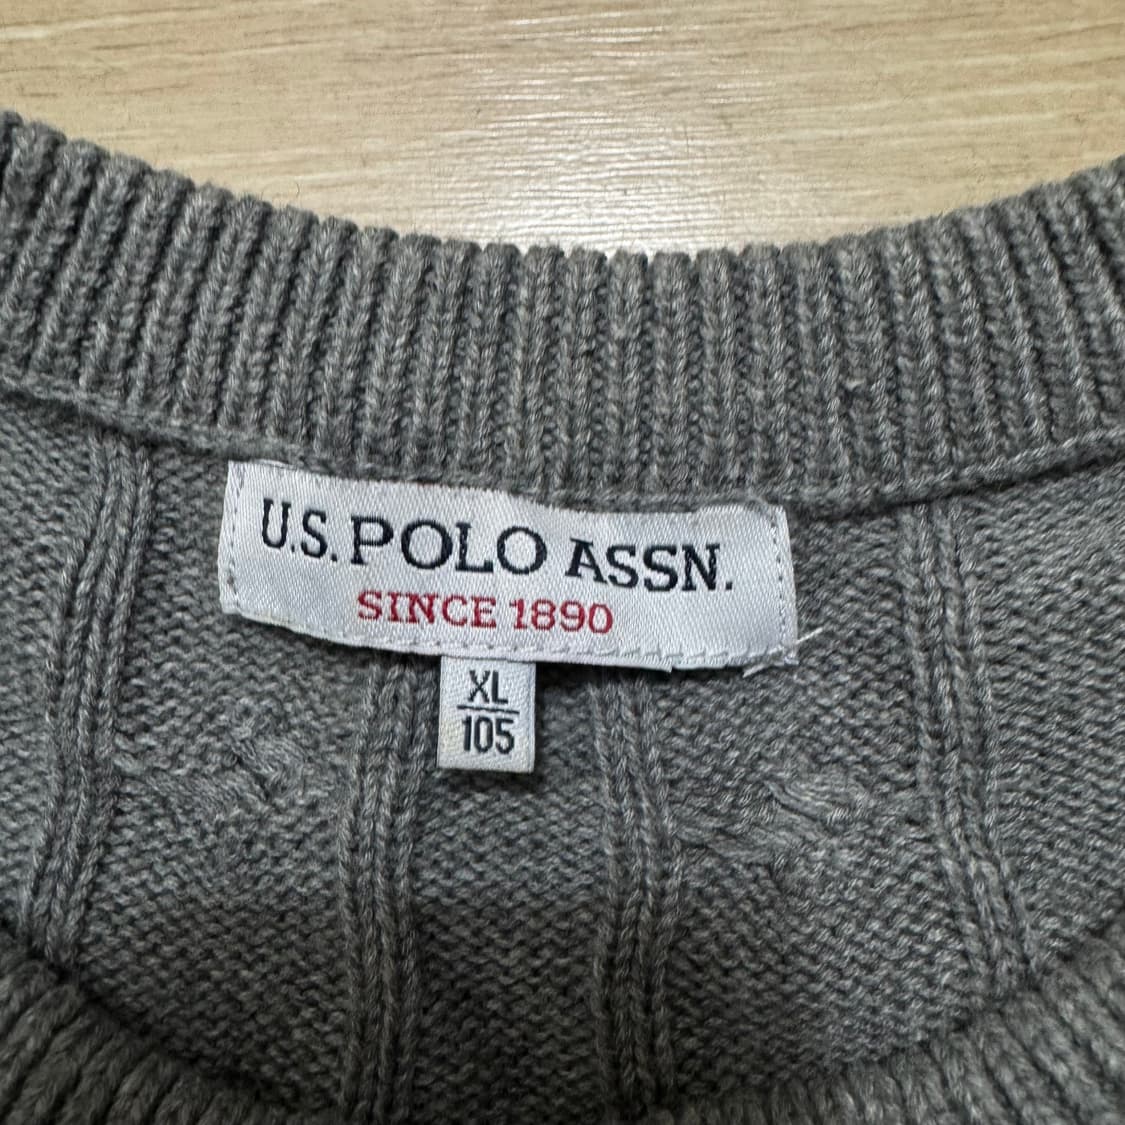 U.S. POLO ASSN.
SINCE 1890
XL
105